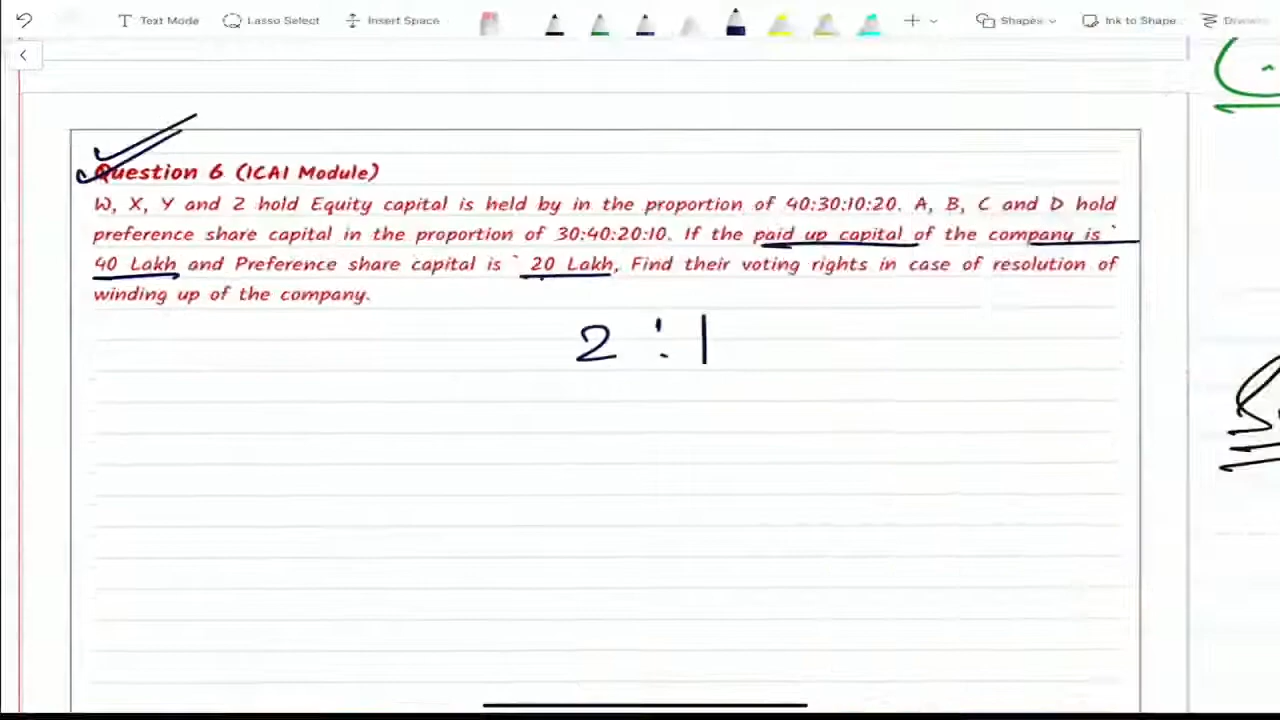 Text Mode Lasso Select Insert Space Shapes Ink to Shape
Question 6 (ICAI Module)
W, X, Y and Z hold Equity capital is held by in the proportion of 40:30:10:20. A, B, C and D hold
preference share capital in the proportion of 30:40:20:10. If the paid up capital of the company is `
40 Lakh and Preference share capital is ` 20 Lakh, Find their voting rights in case of resolution of
winding up of the company.
2 : 1